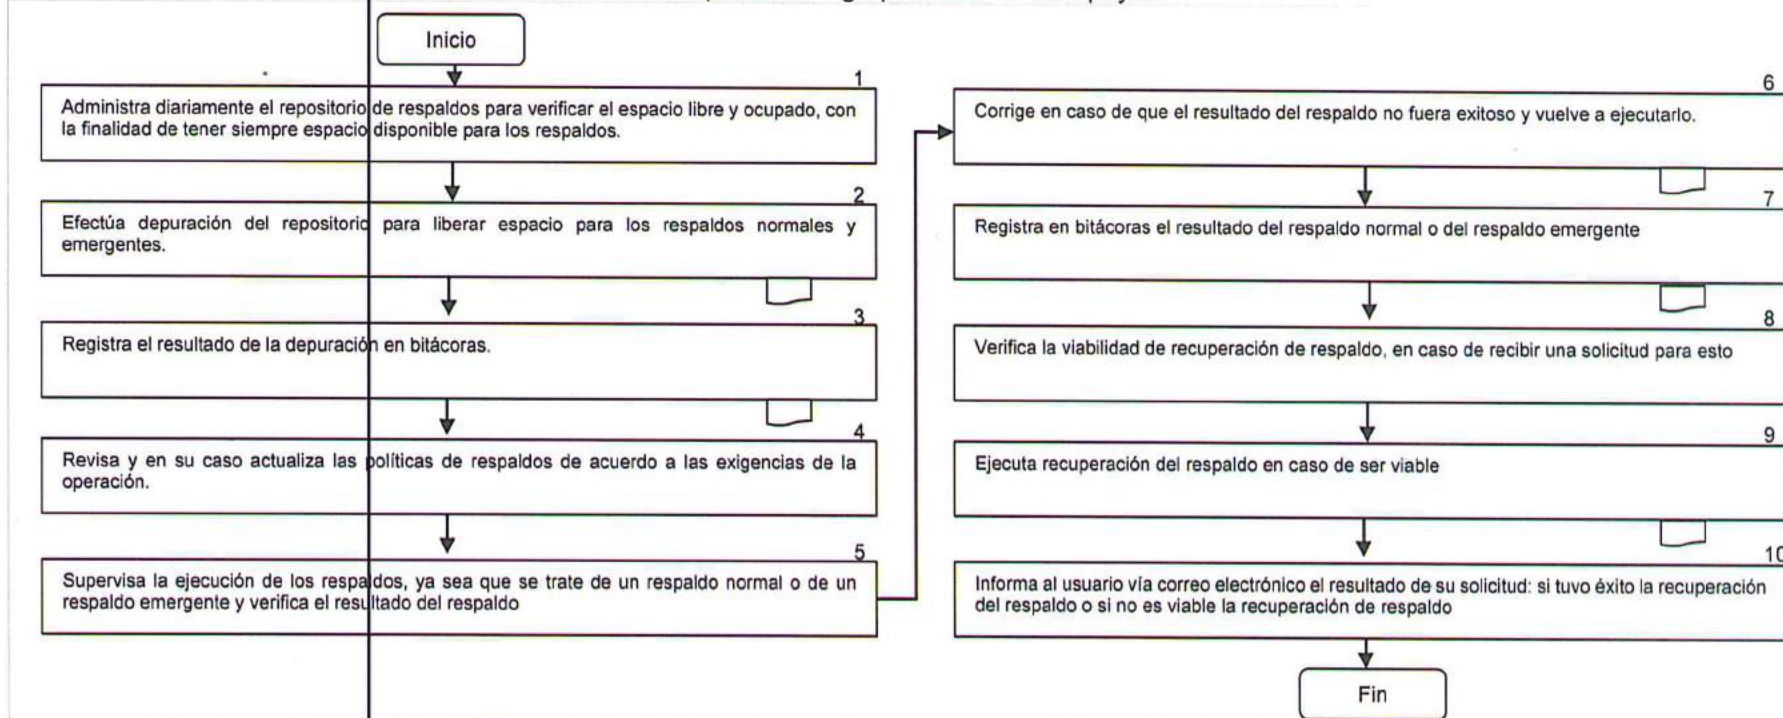 Inicio
1
Administra diariamente el repositorio de respaldos para verificar el espacio libre y ocupado, con
la finalidad de tener siempre espacio disponible para los respaldos.
2
Efectúa depuración del repositorio para liberar espacio para los respaldos normales y
emergentes.
3
Registra el resultado de la depuración en bitácoras.
4
Revisa y en su caso actualiza las políticas de respaldos de acuerdo a las exigencias de la
operación.
5
Supervisa la ejecución de los respaldos, ya sea que se trate de un respaldo normal o de un
respaldo emergente y verifica el resultado del respaldo
6
Corrige en caso de que el resultado del respaldo no fuera exitoso y vuelve a ejecutarlo.
7
Registra en bitácoras el resultado del respaldo normal o del respaldo emergente
8
Verifica la viabilidad de recuperación de respaldo, en caso de recibir una solicitud para esto
9
Ejecuta recuperación del respaldo en caso de ser viable
10
Informa al usuario vía correo electrónico el resultado de su solicitud: si tuvo éxito la recuperación
del respaldo o si no es viable la recuperación de respaldo
Fin